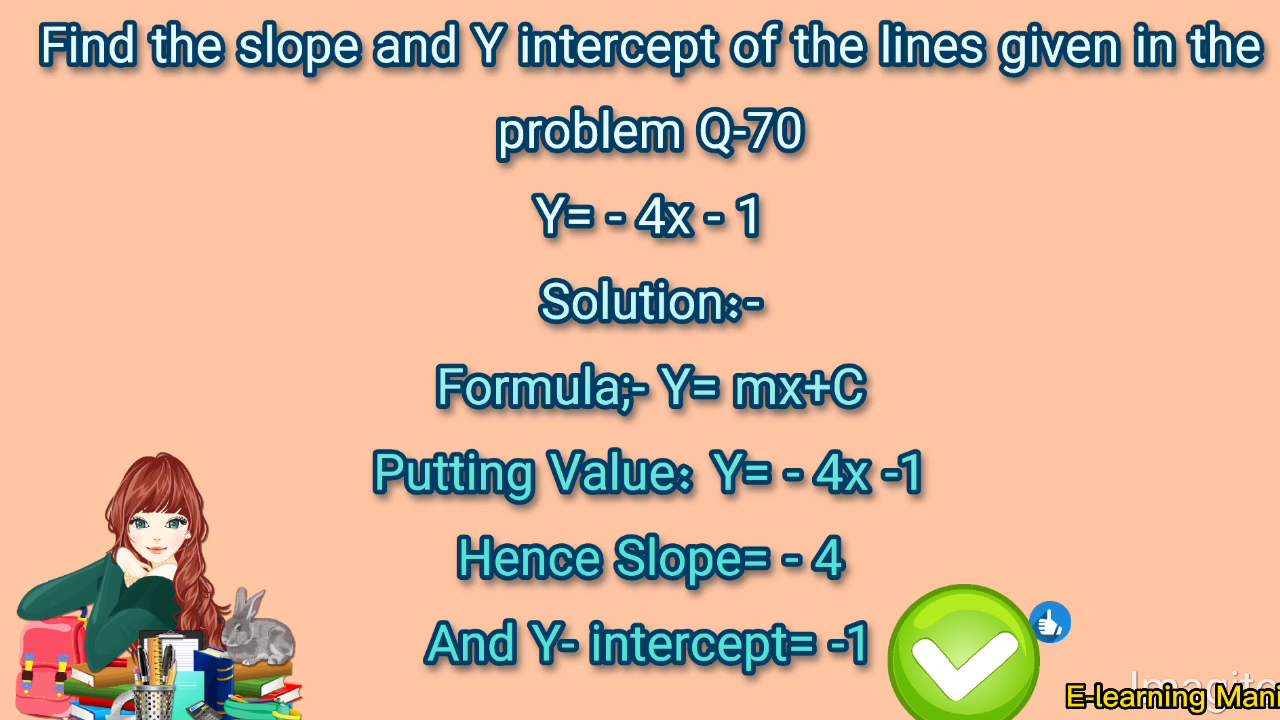 Find the slope and Y intercept of the lines given in the
problem Q-70
Y= - 4x - 1
Solution:-
Formula;- Y= mx+C
Putting Value: Y= - 4x -1
Hence Slope= - 4
And Y- intercept= -1
E-learning Mani